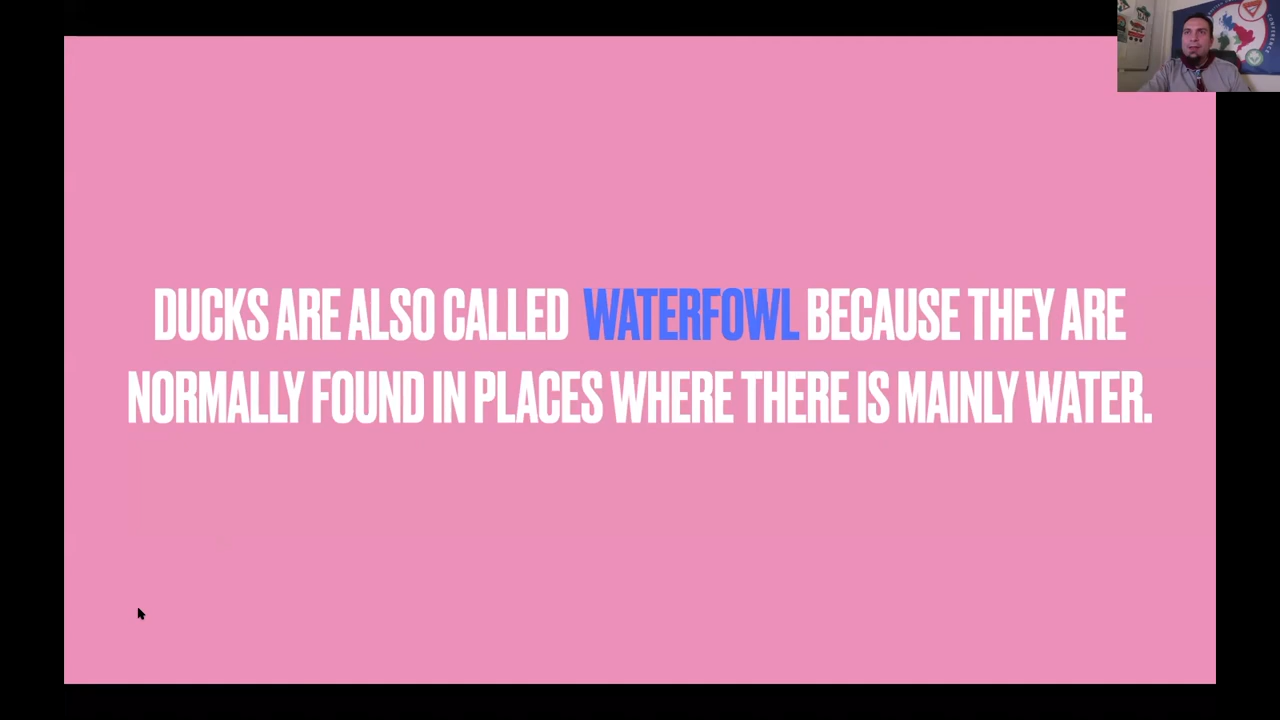 DUCKS ARE ALSO CALLED WATERFOWL BECAUSE THEY ARE
NORMALLY FOUND IN PLACES WHERE THERE IS MAINLY WATER.